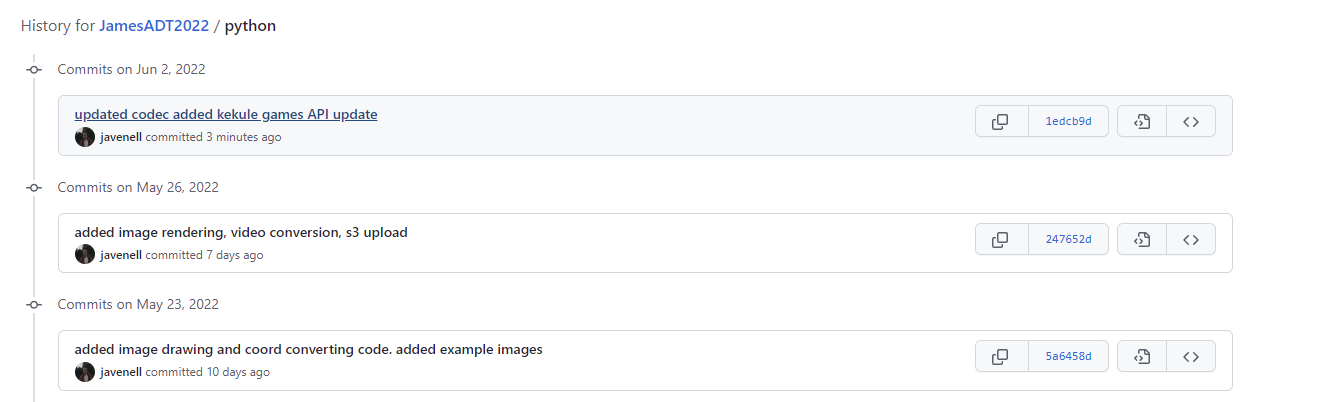 History for JamesADT2022 / python
Commits on Jun 2, 2022
updated codec added kekule games API update
1edcb9d
javenell committed 3 minutes ago
Commits on May 26, 2022
added image rendering, video conversion, s3 upload
247652d
javenell committed 7 days ago
Commits on May 23, 2022
added image drawing and coord converting code. added example images
5a6458d
javenell committed 10 days ago